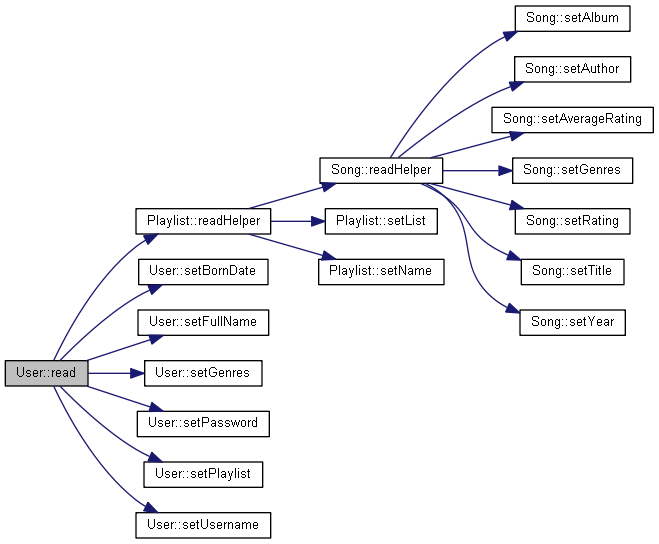 Song::setAlbum
Song::setAuthor
Song::setAverageRating
Song::readHelper
Song::setGenres
Playlist::readHelper
Playlist::setList
Song::setRating
User::setBornDate
Playlist::setName
Song::setTitle
User::setFullName
Song::setYear
User::read
User::setGenres
User::setPassword
User::setPlaylist
User::setUsername